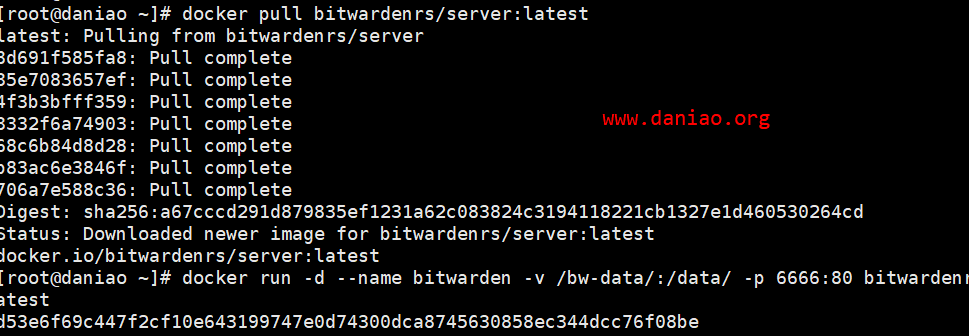 [root@daniao ~]# docker pull bitwardenrs/server:latest
latest: Pulling from bitwardenrs/server
3d691f585fa8: Pull complete
35e7083657ef: Pull complete
4f3b3bfff359: Pull complete
3332f6a74903: Pull complete
68c6b84d8d28: Pull complete
b83ac6e3846f: Pull complete
706a7e588c36: Pull complete
www.daniao.org
Digest: sha256:a67cccd291d879835ef1231a62c083824c3194118221cb1327e1d460530264cd
Status: Downloaded newer image for bitwardenrs/server:latest
docker.io/bitwardenrs/server:latest
[root@daniao ~]# docker run -d --name bitwarden -v /bw-data/:/data/ -p 6666:80 bitwardenr
atest
d53e6f69c447f2cf10e643199747e0d74300dca8745630858ec344dcc76f08be